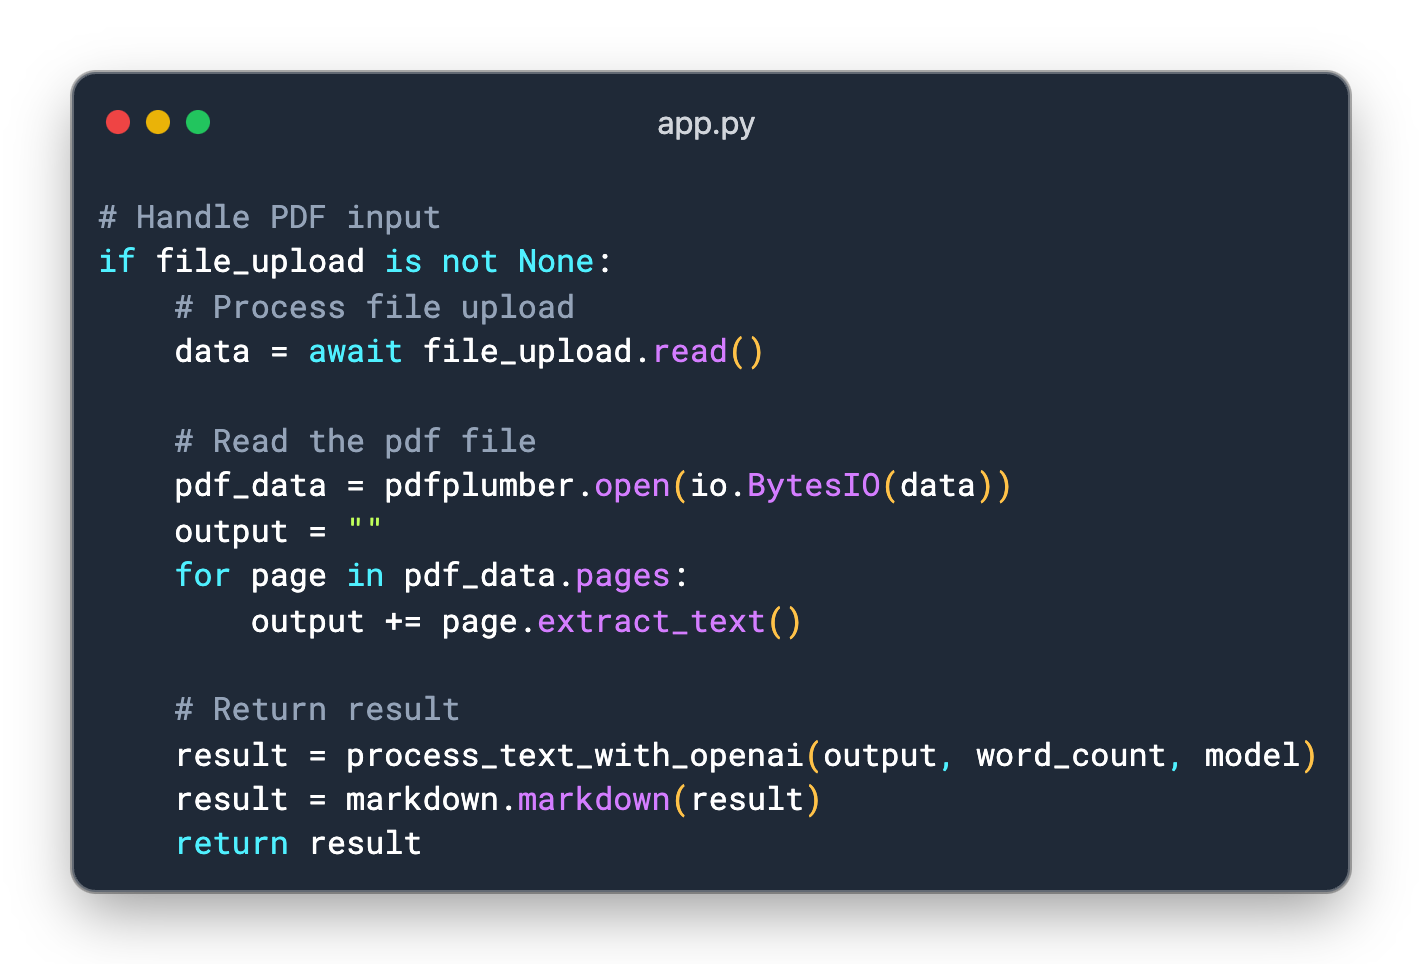 app.py
# Handle PDF input
if file_upload is not None:
    # Process file upload
    data = await file_upload.read()

    # Read the pdf file
    pdf_data = pdfplumber.open(io.BytesIO(data))
    output = ""
    for page in pdf_data.pages:
        output += page.extract_text()

    # Return result
    result = process_text_with_openai(output, word_count, model)
    result = markdown.markdown(result)
    return result